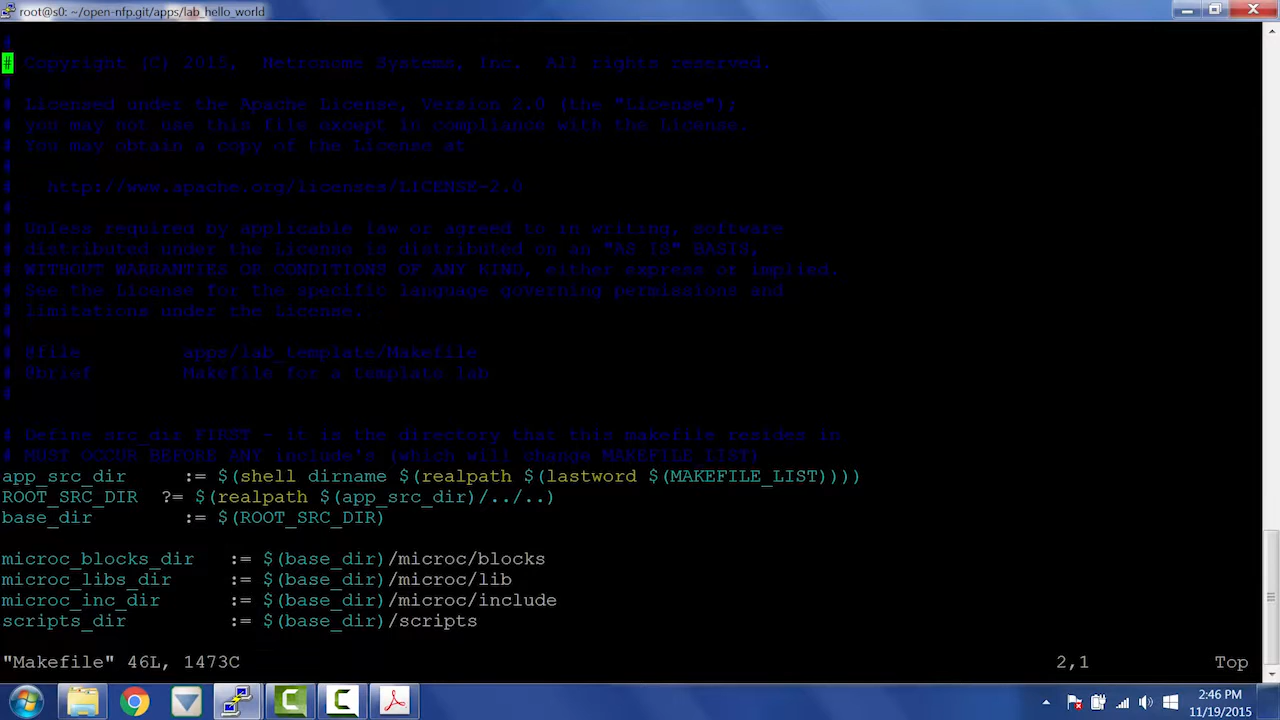 root@s0: ~/open-nfp.git/apps/lab_hello_world
#
# Copyright (C) 2015,  Netronome Systems, Inc.  All rights reserved.
#
# Licensed under the Apache License, Version 2.0 (the "License");
# you may not use this file except in compliance with the License.
# You may obtain a copy of the License at
#
#   http://www.apache.org/licenses/LICENSE-2.0
#
# Unless required by applicable law or agreed to in writing, software
# distributed under the License is distributed on an "AS IS" BASIS,
# WITHOUT WARRANTIES OR CONDITIONS OF ANY KIND, either express or implied.
# See the License for the specific language governing permissions and
# limitations under the License.
#
# @file         apps/lab_template/Makefile
# @brief        Makefile for a template lab
#
# Define src_dir FIRST - it is the directory that this makefile resides in
# MUST OCCUR BEFORE ANY include's (which will change MAKEFILE_LIST)
app_src_dir     := $(shell dirname $(realpath $(lastword $(MAKEFILE_LIST))))
ROOT_SRC_DIR  ?= $(realpath $(app_src_dir)/../..)
base_dir        := $(ROOT_SRC_DIR)
microc_blocks_dir   := $(base_dir)/microc/blocks
microc_libs_dir     := $(base_dir)/microc/lib
microc_inc_dir      := $(base_dir)/microc/include
scripts_dir         := $(base_dir)/scripts
"Makefile" 46L, 1473C 2,1 Top
2:46 PM
11/19/2015